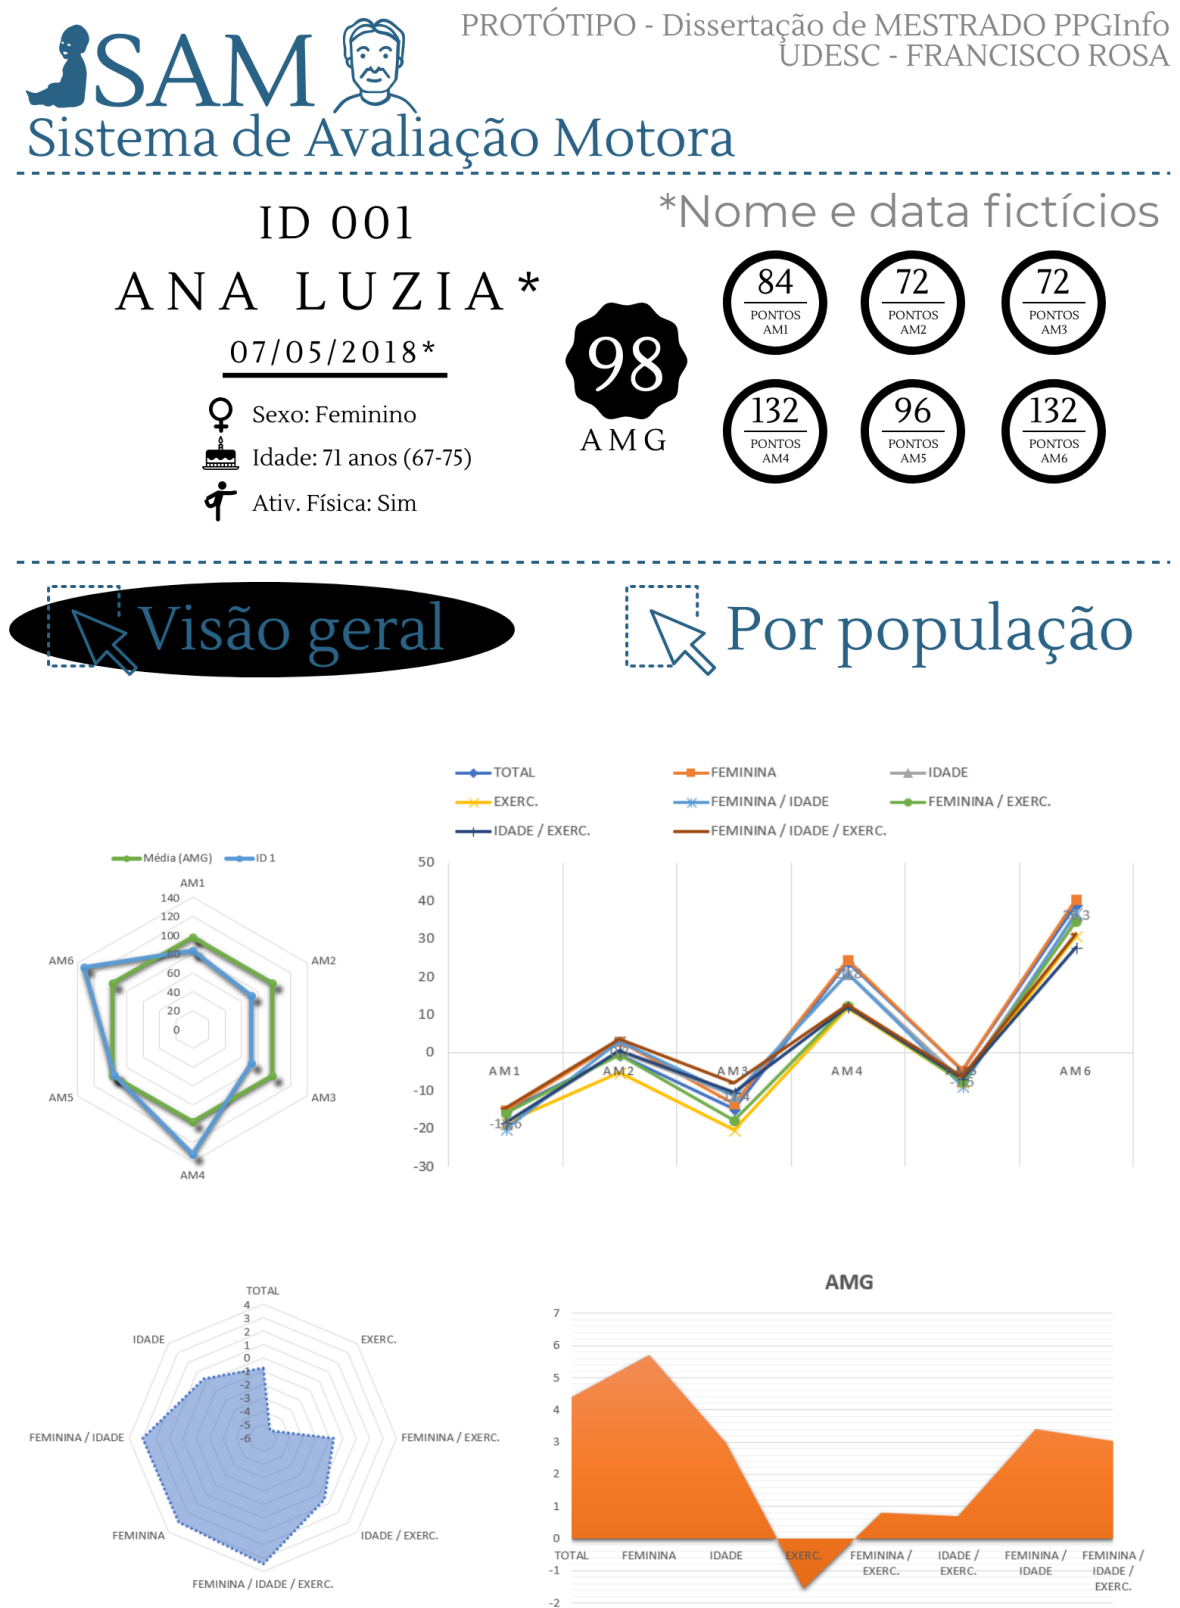 PROTÓTIPO - Dissertação de MESTRADO PPGInfo
UDESC - FRANCISCO ROSA
SAM
Sistema de Avaliação Motora
*Nome e data fictícios
ID 001
ANA LUZIA*
07/05/2018*
Sexo: Feminino
Idade: 71 anos (67-75)
Ativ. Física: Sim
98
AMG
84
PONTOS
AM1
72
PONTOS
AM2
72
PONTOS
AM3
132
PONTOS
AM4
96
PONTOS
AM5
132
PONTOS
AM6
Visão geral
Por população
Média (AMG) ID 1
AM1
140
120
100
80
60
40
20
0
AM2
AM3
AM4
AM5
AM6
TOTAL FEMININA IDADE
EXERC. FEMININA / IDADE FEMININA / EXERC.
IDADE / EXERC. FEMININA / IDADE / EXERC.
50
40
30
20
10
0
-10
-20
-30
AM1 AM2 AM3 AM4 AM6
TOTAL
4
3
2
1
0
-1
-2
-3
-4
-5
-6
EXERC.
FEMININA / EXERC.
IDADE / EXERC.
FEMININA / IDADE / EXERC.
FEMININA
FEMININA / IDADE
IDADE
AMG
7
6
5
4
3
2
1
0
-1
-2
TOTAL
FEMININA
IDADE
EXERC.
FEMININA /
EXERC.
IDADE /
EXERC.
FEMININA /
IDADE
FEMININA /
IDADE /
EXERC.